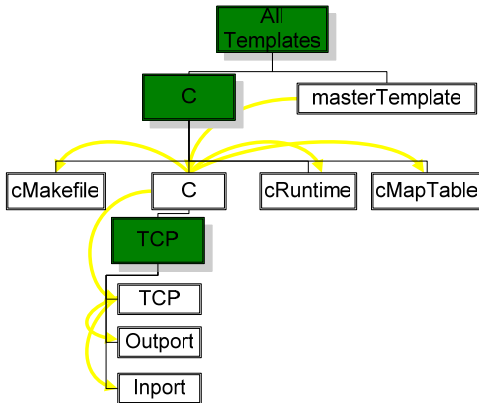 All
Templates
C
masterTemplate
cMakefile
C
cRuntime
cMapTable
TCP
TCP
Outport
Inport